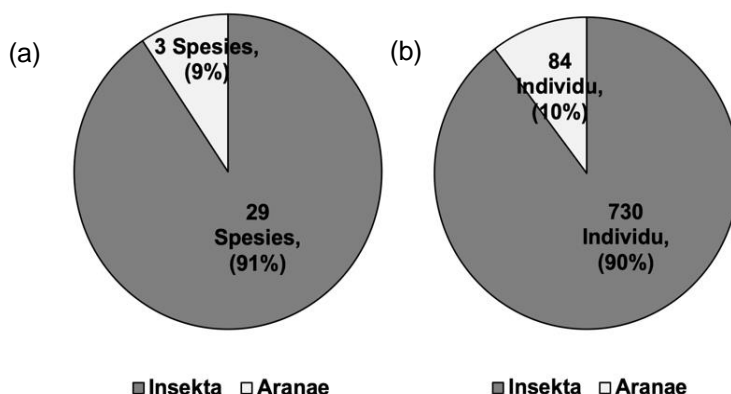 (a)
3 Spesies,
(9%)
29
Spesies,
(91%)
■ Insekta □ Aranae
(b)
84
Individu,
(10%)
730
Individu,
(90%)
■ Insekta □ Aranae